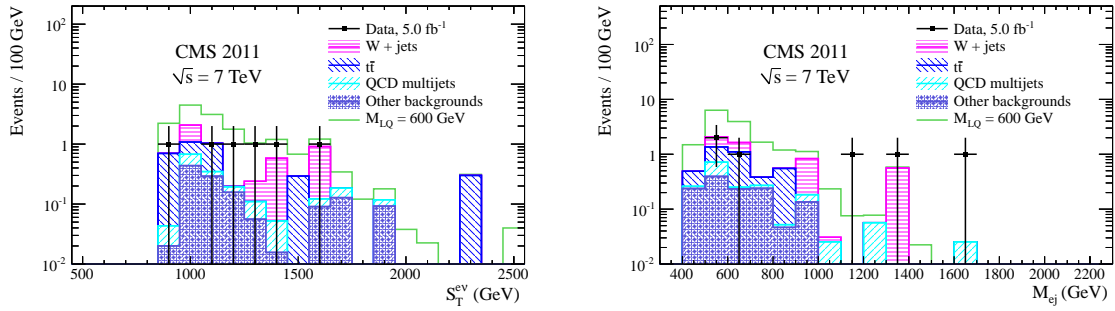 Events / 100 GeV
10²
10
1
10⁻¹
10⁻²
CMS 2011
√s = 7 TeV
Data, 5.0 fb⁻¹
W + jets
tt̄
QCD multijets
Other backgrounds
M_LQ = 600 GeV
500 1000 1500 2000 2500
S_T^eν (GeV)
Events / 100 GeV
10²
10
1
10⁻¹
10⁻²
CMS 2011
√s = 7 TeV
Data, 5.0 fb⁻¹
W + jets
tt̄
QCD multijets
Other backgrounds
M_LQ = 600 GeV
400 600 800 1000 1200 1400 1600 1800 2000 2200
M_ej (GeV)